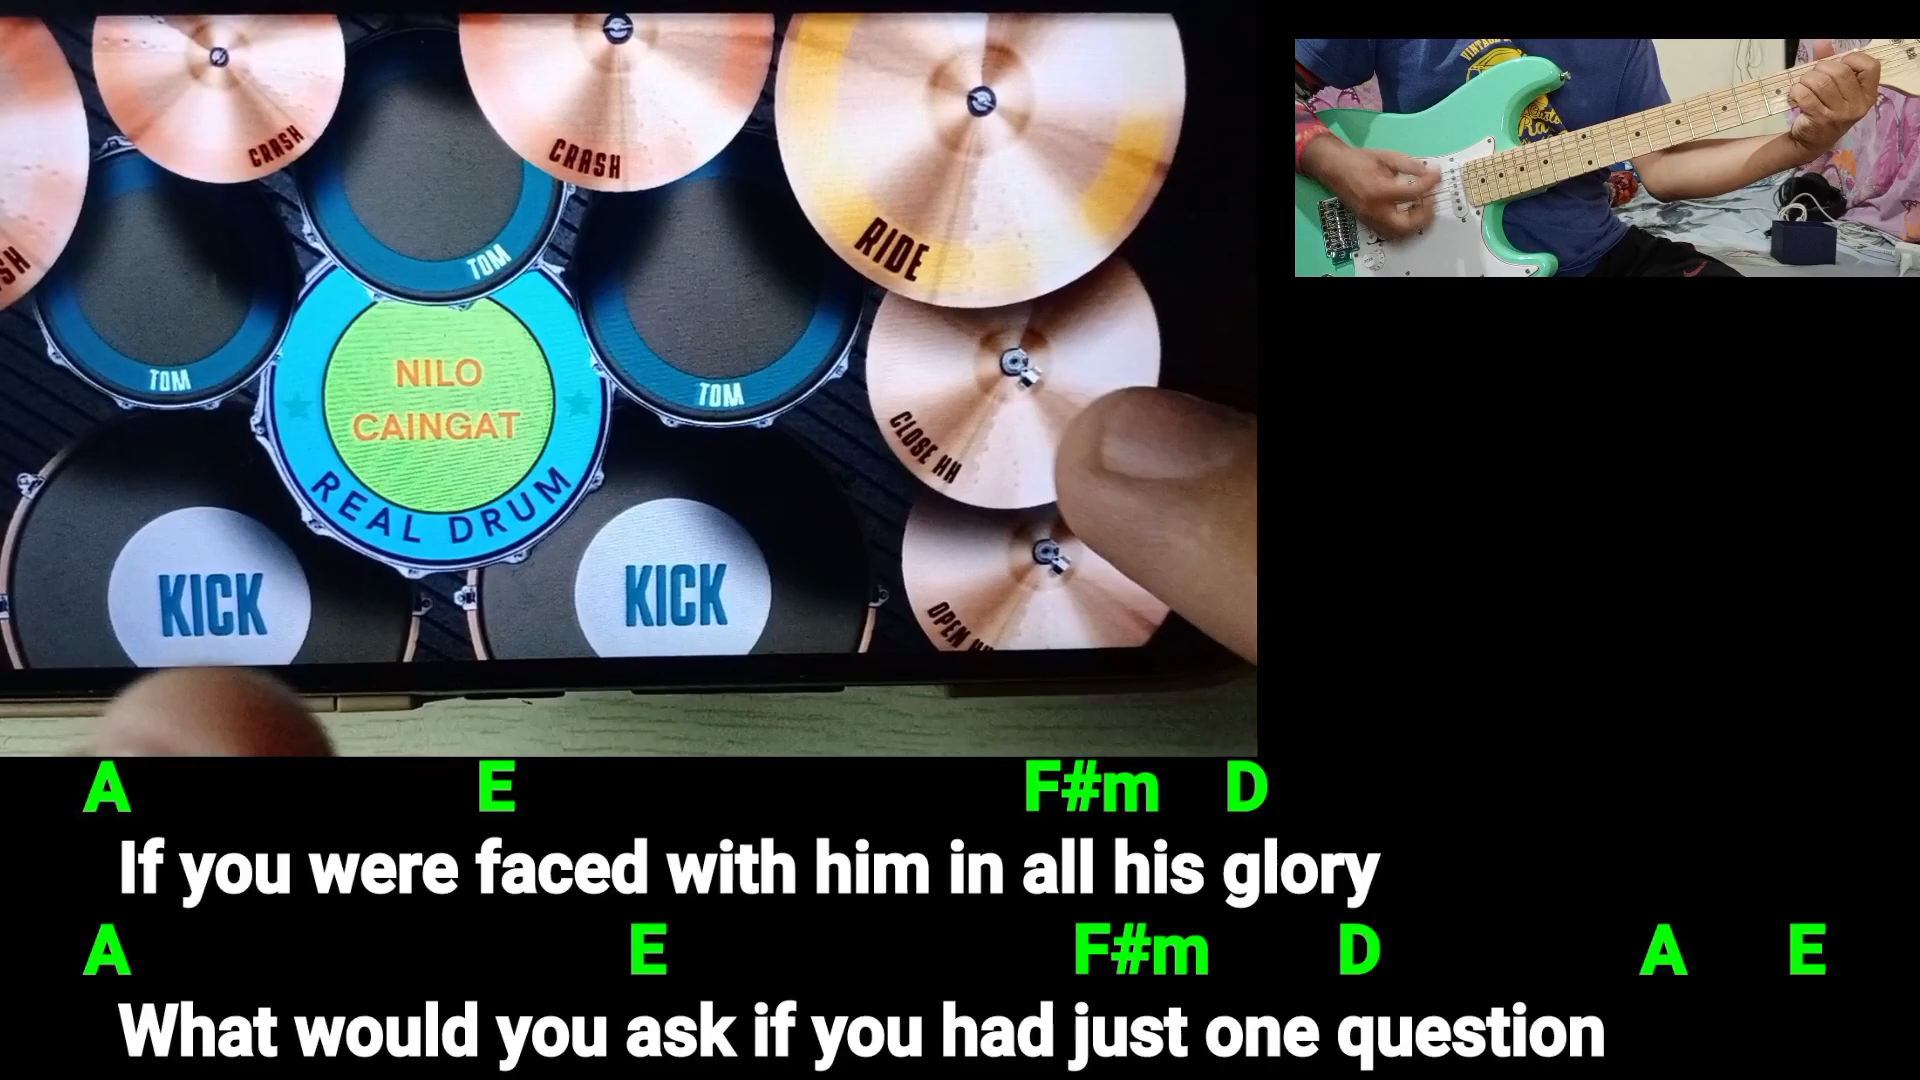 CRASH
CRASH
RIDE
TOM
TOM
TOM
NILO
CAINGAT
REAL DRUM
CLOSE HH
KICK
KICK
OPEN
A E F#m D
If you were faced with him in all his glory
A E F#m D A E
What would you ask if you had just one question